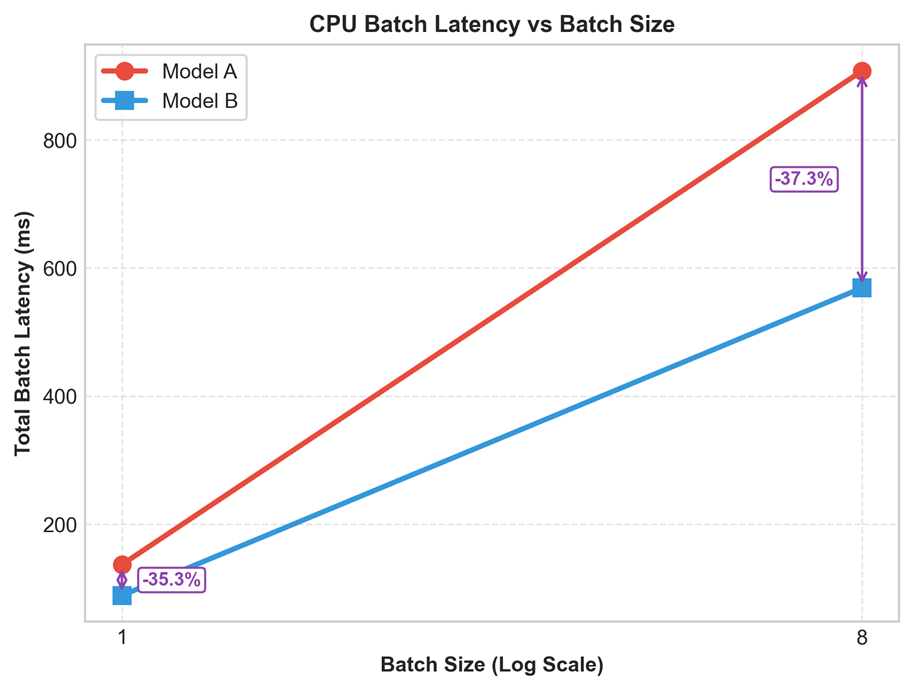 CPU Batch Latency vs Batch Size
Model A
Model B
Total Batch Latency (ms)
800
600
400
200
-37.3%
-35.3%
1
8
Batch Size (Log Scale)